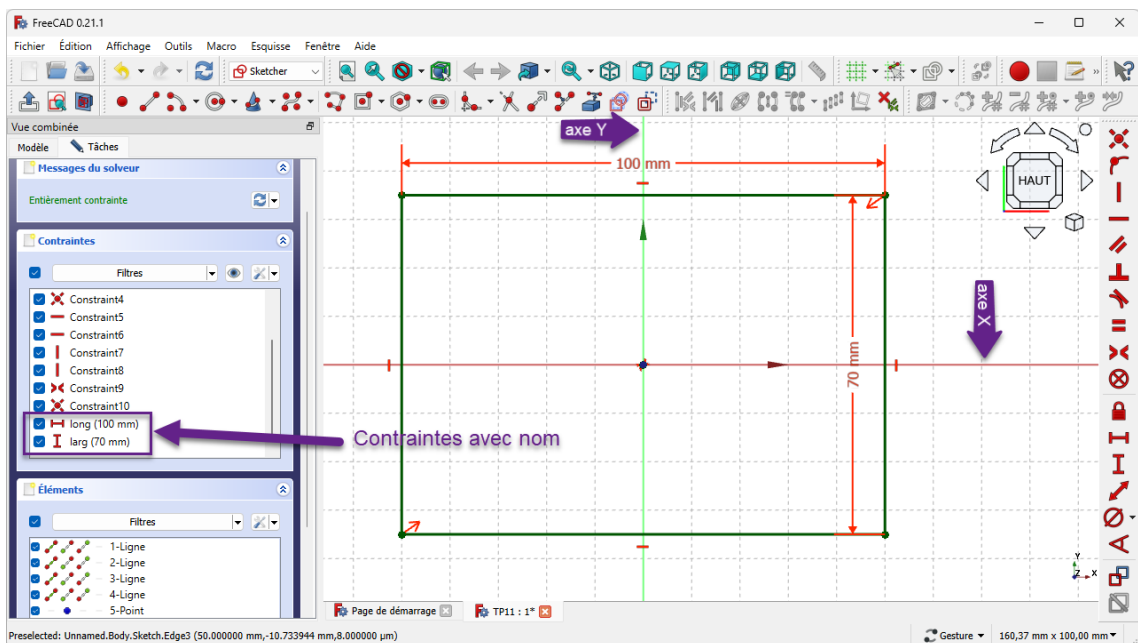 FreeCAD 0.21.1
Fichier Édition Affichage Outils Macro Esquisse Fenêtre Aide
Sketcher
»
Vue combinée
Modèle Tâches
Messages du solveur
Entièrement contrainte
Contraintes
Filtres
Constraint4
Constraint5
Constraint6
Constraint7
Constraint8
Constraint9
Constraint10
long (100 mm)
larg (70 mm)
Éléments
Filtres
1-Ligne
2-Ligne
3-Ligne
4-Ligne
5-Point
axe Y
100 mm
HAUT
axe X
70 mm
Contraintes avec nom
Y
Z X
Page de démarrage TP11 : 1*
Preselected: Unnamed.Body.Sketch.Edge3 (50.000000 mm,-10.733944 mm,8.000000 µm)
Gesture 160,37 mm x 100,00 mm